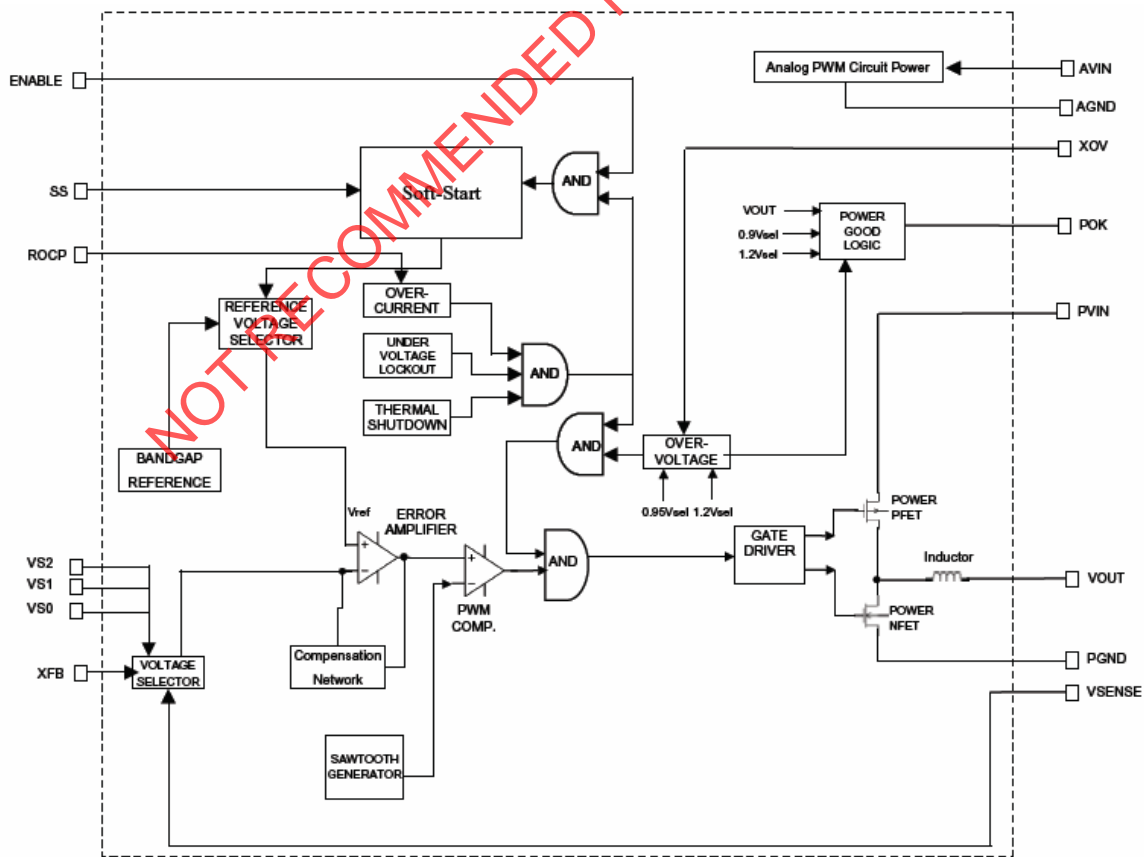 NOT RECOMMENDED
ENABLE
SS
ROCP
VS2
VS1
VS0
XFB
Analog PWM Circuit Power
AVIN
AGND
XOV
POK
PVIN
VOUT
PGND
VSENSE
Soft-Start
AND
VOUT
0.9Vsel
1.2Vsel
POWER
GOOD
LOGIC
REFERENCE
VOLTAGE
SELECTOR
OVER-
CURRENT
UNDER
VOLTAGE
LOCKOUT
THERMAL
SHUTDOWN
AND
AND
OVER-
VOLTAGE
0.95Vsel
1.2Vsel
BANDGAP
REFERENCE
Vref
ERROR
AMPLIFIER
+
−
+
−
PWM
COMP.
AND
GATE
DRIVER
POWER
PFET
Inductor
POWER
NFET
Compensation
Network
VOLTAGE
SELECTOR
SAWTOOTH
GENERATOR